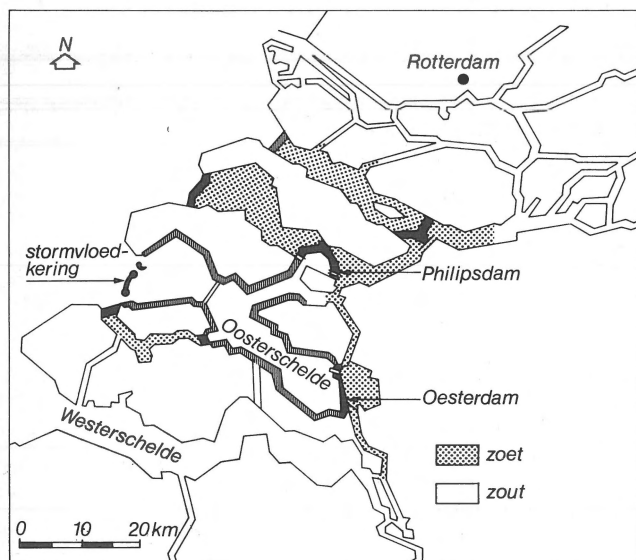 N
Rotterdam
stormvloed-
kering
Philipsdam
Oosterschelde
Oesterdam
Westerschelde
zoet
zout
0 10 20 km